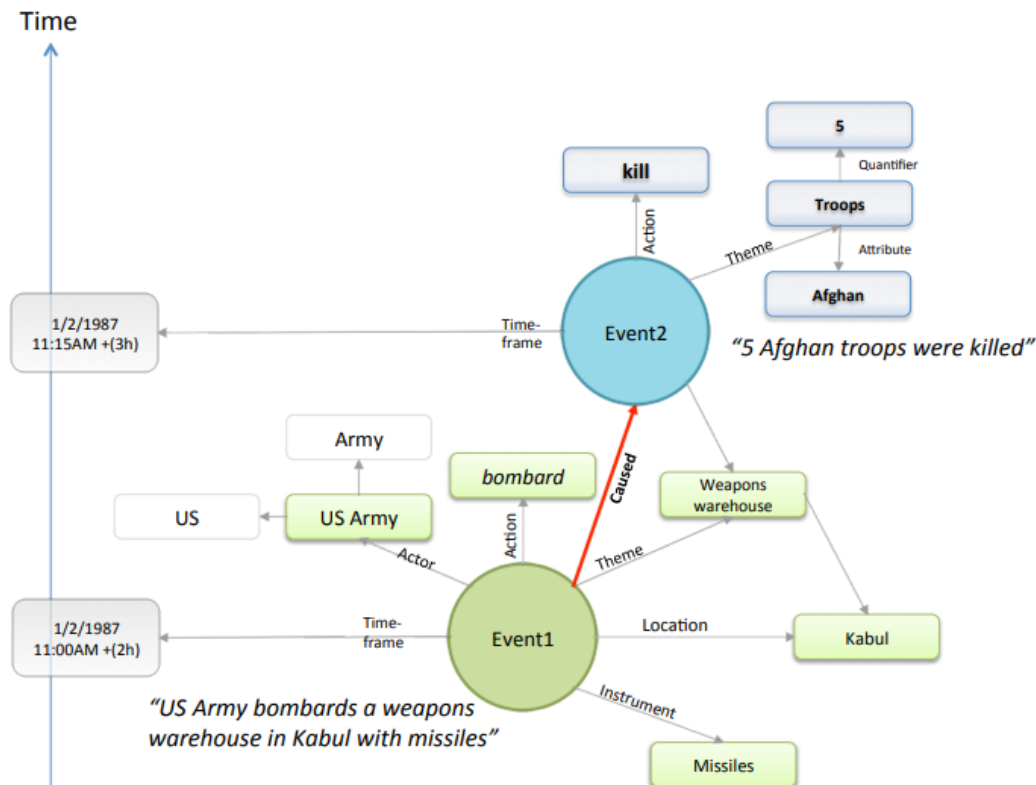 Time
5
Quantifier
kill
Troops
Action
Theme
Attribute
Afghan
1/2/1987
11:15AM +(3h)
Time-
frame
Event2
“5 Afghan troops were killed”
Army
bombard
Caused
Weapons
warehouse
US
US Army
Actor
Action
Theme
1/2/1987
11:00AM +(2h)
Time-
frame
Event1
Location
Kabul
“US Army bombards a weapons
warehouse in Kabul with missiles”
Instrument
Missiles